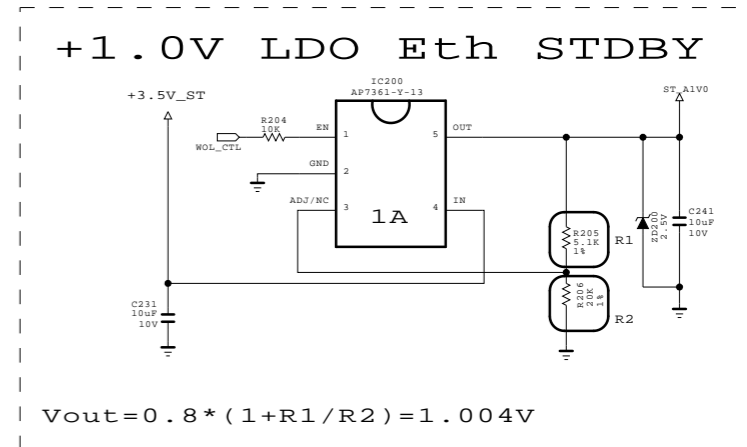 +1.0V LDO Eth STDBY
IC200
AP7361-Y-13
+3.5V_ST
ST_A1V0
R204
10K
WOL_CTL
EN
1
5
OUT
GND
2
ADJ/NC
3
4
IN
1A
R205
5.1K
1%
R1
ZD200
2.5V
C241
10uF
10V
R206
20K
1%
R2
C231
10uF
10V
Vout=0.8*(1+R1/R2)=1.004V